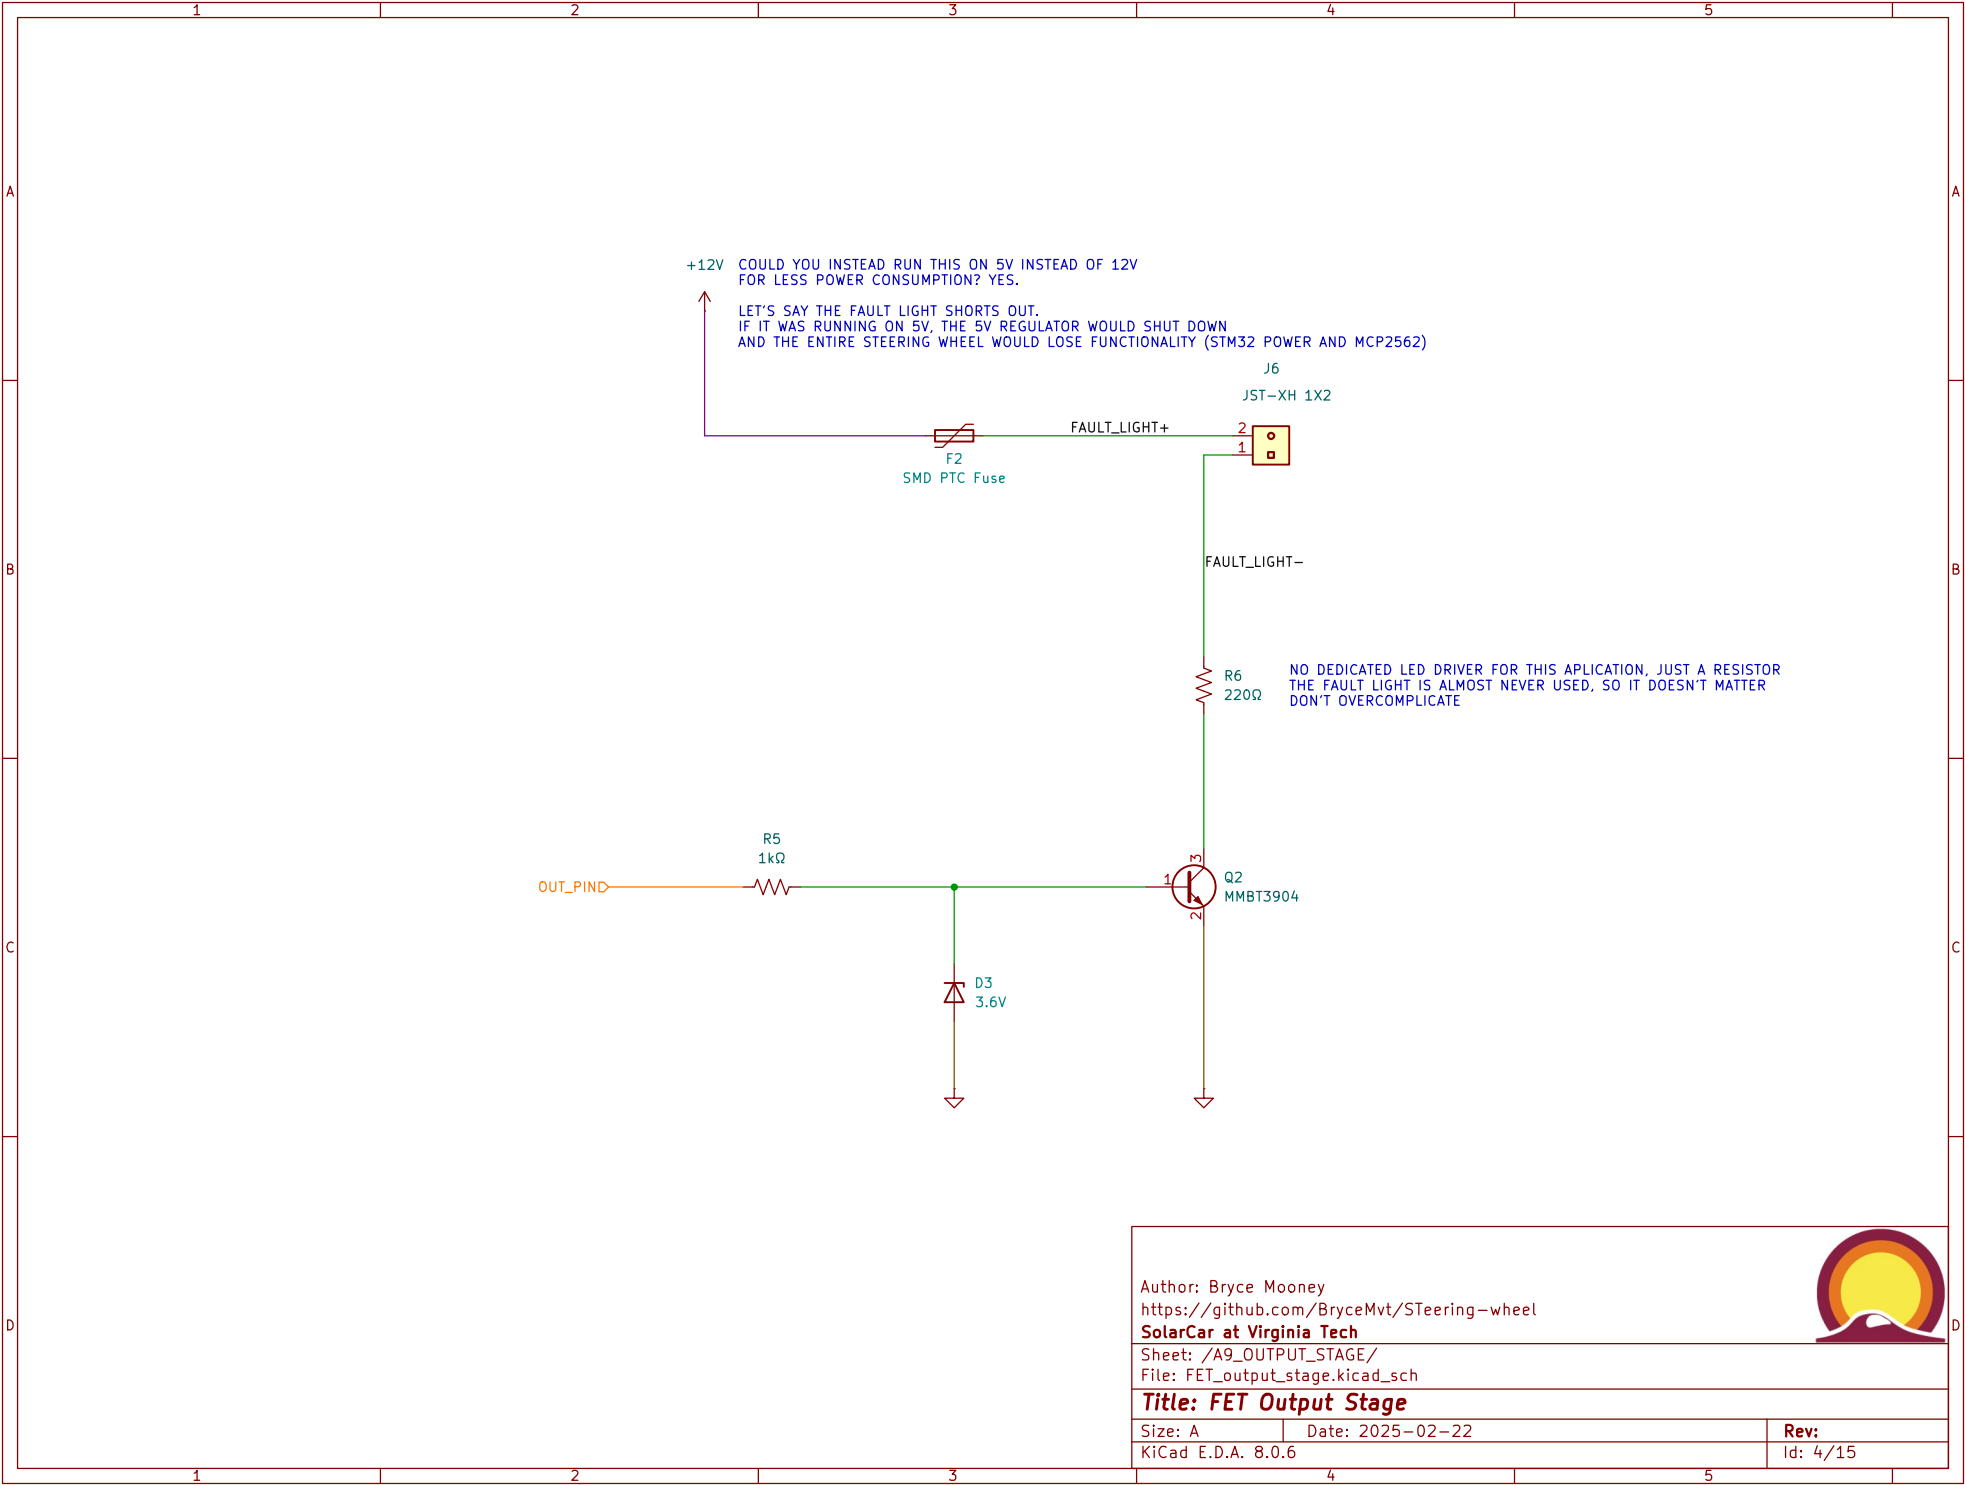 1 2 3 4 5
A A
+12V
COULD YOU INSTEAD RUN THIS ON 5V INSTEAD OF 12V
FOR LESS POWER CONSUMPTION? YES.
LET'S SAY THE FAULT LIGHT SHORTS OUT.
IF IT WAS RUNNING ON 5V, THE 5V REGULATOR WOULD SHUT DOWN
AND THE ENTIRE STEERING WHEEL WOULD LOSE FUNCTIONALITY (STM32 POWER AND MCP2562)
J6
JST-XH 1X2
FAULT_LIGHT+
2
1
F2
SMD PTC Fuse
FAULT_LIGHT-
B B
R6
220Ω
NO DEDICATED LED DRIVER FOR THIS APLICATION, JUST A RESISTOR
THE FAULT LIGHT IS ALMOST NEVER USED, SO IT DOESN'T MATTER
DON'T OVERCOMPLICATE
R5
1kΩ
OUT_PIN
3
1
2
Q2
MMBT3904
C C
D3
3.6V
Author: Bryce Mooney
https://github.com/BryceMvt/STeering-wheel
SolarCar at Virginia Tech
D D
Sheet: /A9_OUTPUT_STAGE/
File: FET_output_stage.kicad_sch
Title: FET Output Stage
Size: A Date: 2025-02-22 Rev:
KiCad E.D.A. 8.0.6 Id: 4/15
1 2 3 4 5